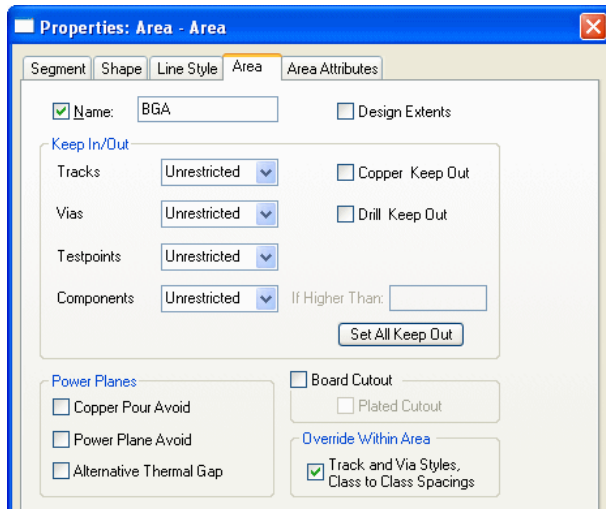 Properties: Area - Area
Segment Shape Line Style Area Area Attributes
Name: BGA Design Extents
Keep In/Out
Tracks Unrestricted Copper Keep Out
Vias Unrestricted Drill Keep Out
Testpoints Unrestricted
Components Unrestricted If Higher Than:
Set All Keep Out
Power Planes Board Cutout
Copper Pour Avoid Plated Cutout
Power Plane Avoid Override Within Area
Alternative Thermal Gap Track and Via Styles,
Class to Class Spacings